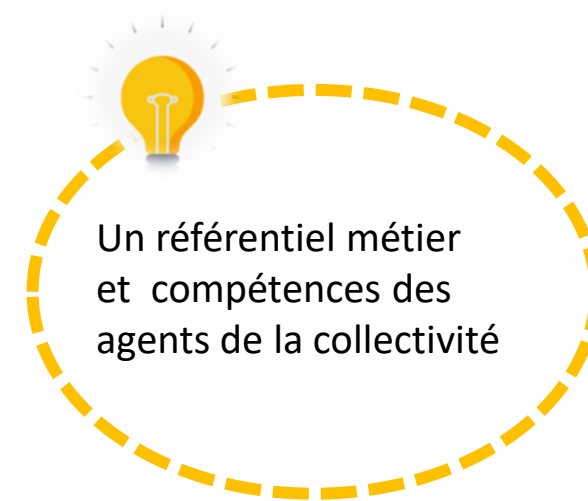 Un référentiel métier
et  compétences des
agents de la collectivité